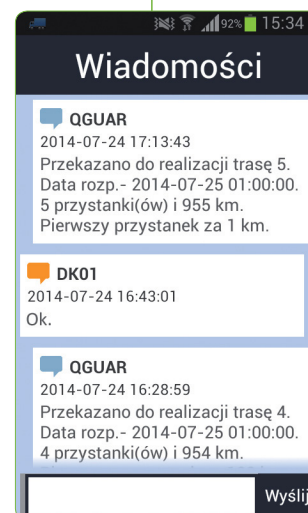 92% 15:34
Wiadomości
QGUAR
2014-07-24 17:13:43
Przekazano do realizacji trasę 5.
Data rozp.- 2014-07-25 01:00:00.
5 przystanki(ów) i 955 km.
Pierwszy przystanek za 1 km.
DK01
2014-07-24 16:43:01
Ok.
QGUAR
2014-07-24 16:28:59
Przekazano do realizacji trasę 4.
Data rozp.- 2014-07-25 01:00:00.
4 przystanki(ów) i 954 km.
Wyślij